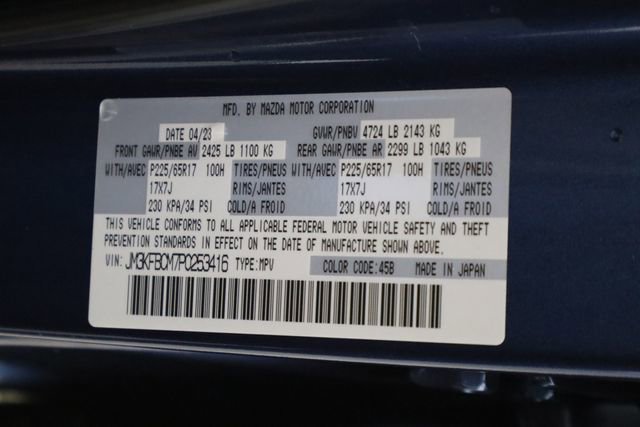 MFD. BY MAZDA MOTOR CORPORATION
DATE 04/23 GVWR/PNBV 4724 LB 2143 KG
FRONT GAWR/PNBE AV 2425 LB 1100 KG REAR GAWR/PNBE AR 2299 LB 1043 KG
WITH/AVEC P225/65R17 100H TIRES/PNEUS P225/65R17 100H TIRES/PNEUS
17X7J RIMS/JANTES 17X7J RIMS/JANTES
230 KPA/34 PSI COLD/A FROID 230 KPA/34 PSI COLD/A FROID
THIS VEHICLE CONFORMS TO ALL APPLICABLE FEDERAL MOTOR VEHICLE SAFETY AND THEFT
PREVENTION STANDARDS IN EFFECT ON THE DATE OF MANUFACTURE SHOWN ABOVE.
VIN: JM3KFBCM7P0253416 TYPE: MPV COLOR CODE: 45B MADE IN JAPAN